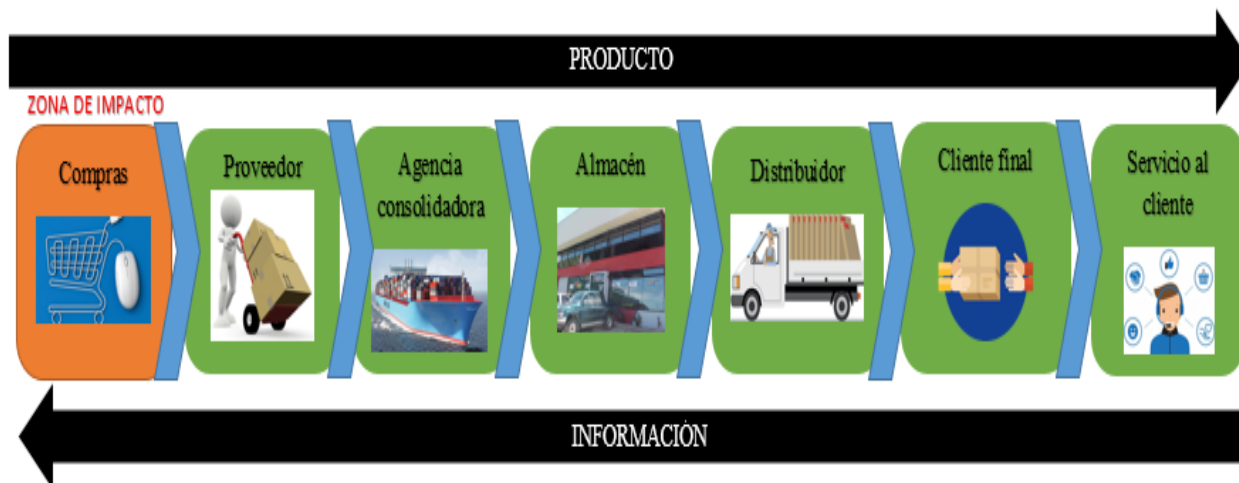 PRODUCTO
ZONA DE IMPACTO
Compras
Proveedor
Agencia
consolidadora
Almacén
Distribuidor
Cliente final
Servicio al
cliente
INFORMACIÓN